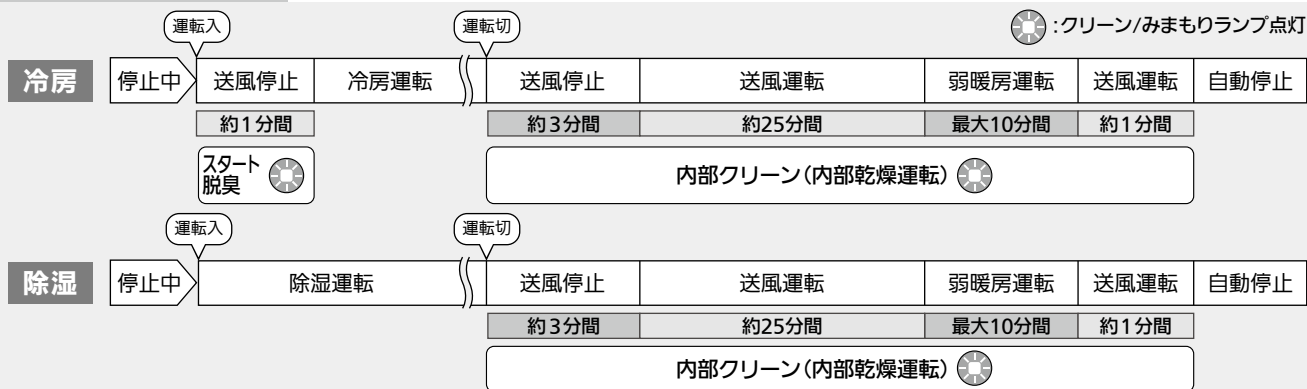 運転入 運転切 :クリーン/みまもりランプ点灯
冷房 停止中 送風停止 冷房運転 送風停止 送風運転 弱暖房運転 送風運転 自動停止
約1分間 約3分間 約25分間 最大10分間 約1分間
スタート
脱臭
内部クリーン(内部乾燥運転)
運転入 運転切
除湿 停止中 除湿運転 送風停止 送風運転 弱暖房運転 送風運転 自動停止
約3分間 約25分間 最大10分間 約1分間
内部クリーン(内部乾燥運転)